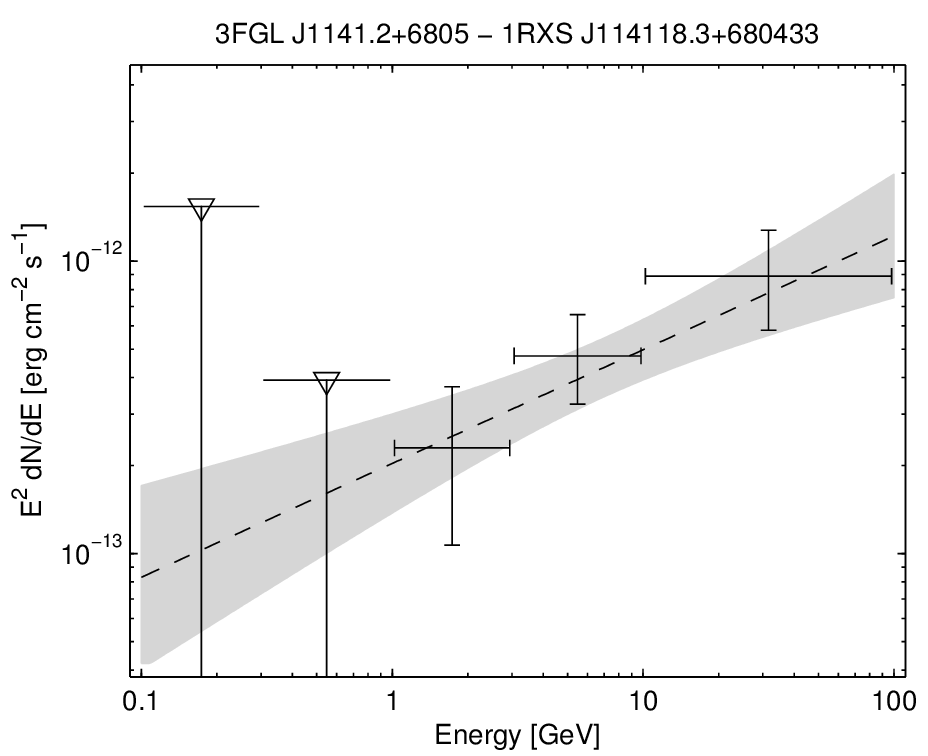 3FGL J1141.2+6805 − 1RXS J114118.3+680433
E² dN/dE [erg cm⁻² s⁻¹]
10⁻¹²
10⁻¹³
0.1 1 10 100
Energy [GeV]